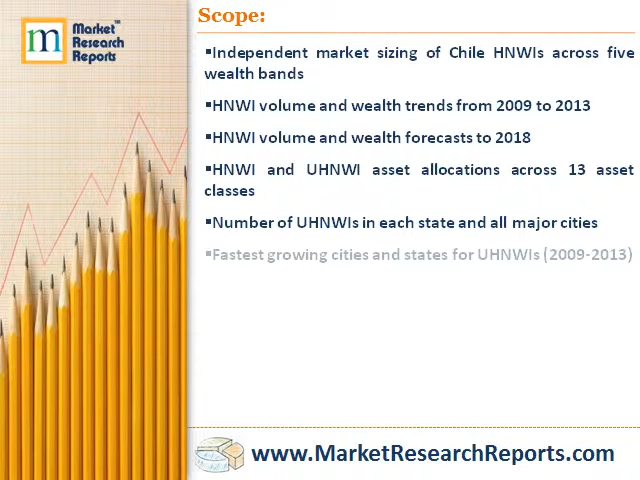 m
Market™
Research
Reports
Scope:
▪Independent market sizing of Chile HNWIs across five
wealth bands
▪HNWI volume and wealth trends from 2009 to 2013
▪HNWI volume and wealth forecasts to 2018
▪HNWI and UHNWI asset allocations across 13 asset
classes
▪Number of UHNWIs in each state and all major cities
▪Fastest growing cities and states for UHNWIs (2009-2013)
www.MarketResearchReports.com